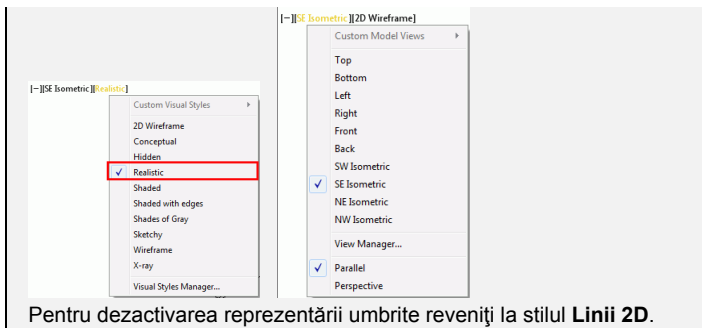 [−][SE Isometric][Realistic]
Custom Visual Styles
2D Wireframe
Conceptual
Hidden
Realistic
Shaded
Shaded with edges
Shades of Gray
Sketchy
Wireframe
X-ray
Visual Styles Manager...
[−][SE Isometric][2D Wireframe]
Custom Model Views
Top
Bottom
Left
Right
Front
Back
SW Isometric
SE Isometric
NE Isometric
NW Isometric
View Manager...
Parallel
Perspective
Pentru dezactivarea reprezentării umbrite reveniţi la stilul Linii 2D.